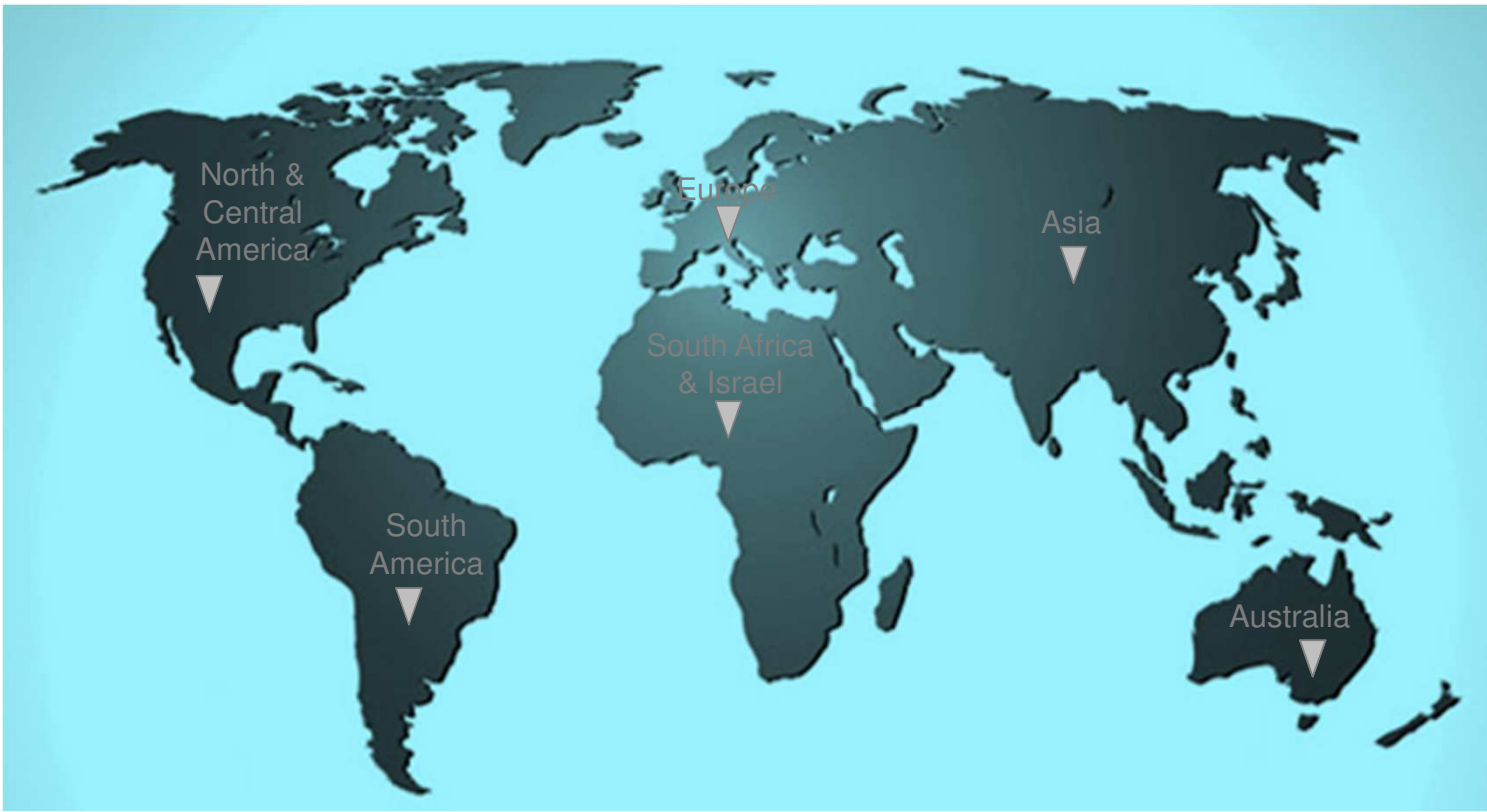 North &
Central
America
Europe
Asia
South Africa
& Israel
South
America
Australia